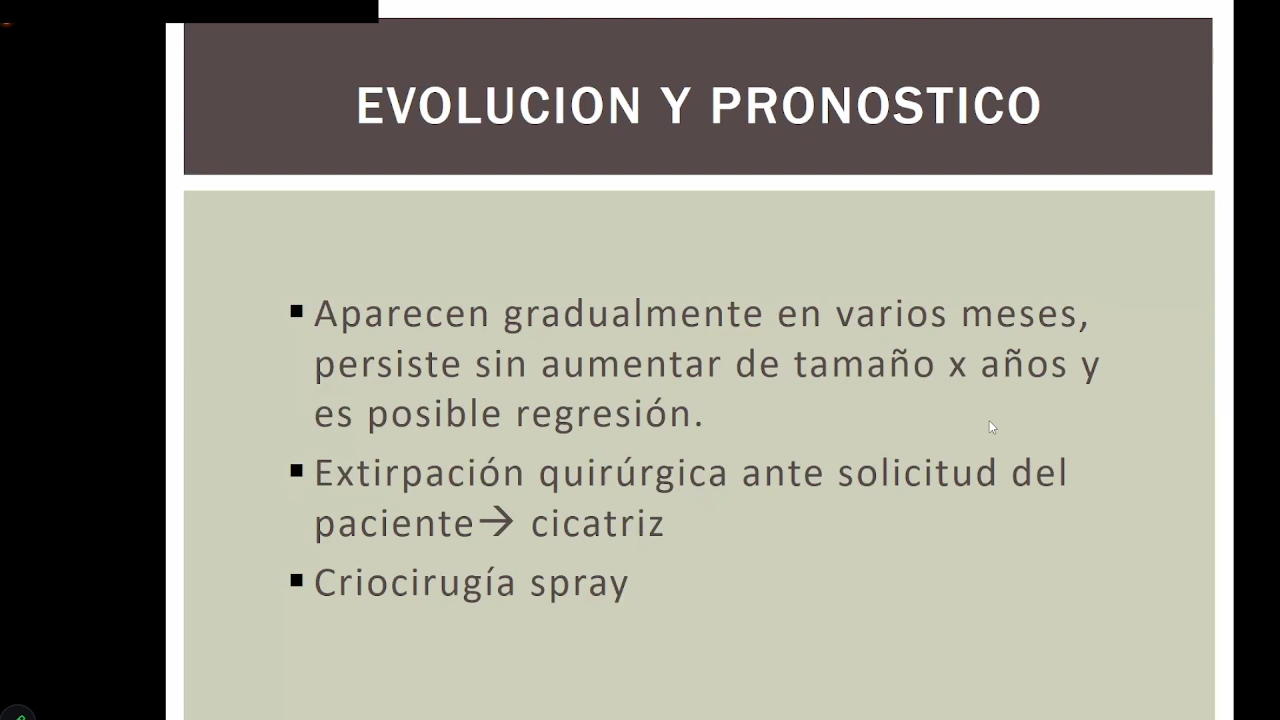 EVOLUCION Y PRONOSTICO
▪ Aparecen gradualmente en varios meses,
persiste sin aumentar de tamaño x años y
es posible regresión.
▪ Extirpación quirúrgica ante solicitud del
paciente→ cicatriz
▪ Criocirugía spray